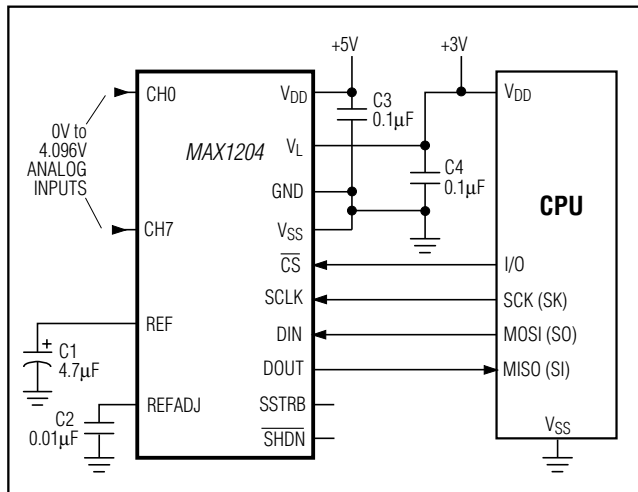 +5V
+3V
CH0
0V to
4.096V
ANALOG
INPUTS
CH7
MAX1204
VDD
VL
GND
VSS
CS
SCLK
DIN
DOUT
SSTRB
SHDN
REF
REFADJ
+
C1
4.7µF
C2
0.01µF
C3
0.1µF
C4
0.1µF
VDD
CPU
I/O
SCK (SK)
MOSI (SO)
MISO (SI)
VSS